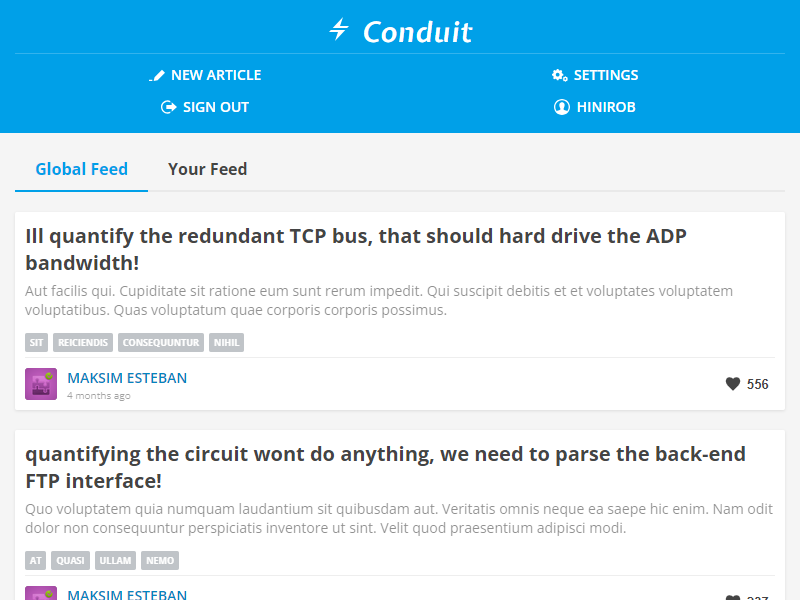 Conduit
NEW ARTICLE
SETTINGS
SIGN OUT
HINIROB
Global Feed
Your Feed
Ill quantify the redundant TCP bus, that should hard drive the ADP
bandwidth!
Aut facilis qui. Cupiditate sit ratione eum sunt rerum impedit. Qui suscipit debitis et et voluptates voluptatem
voluptatibus. Quas voluptatum quae corporis corporis possimus.
SIT
REICIENDIS
CONSEQUUNTUR
NIHIL
MAKSIM ESTEBAN
4 months ago
556
quantifying the circuit wont do anything, we need to parse the back-end
FTP interface!
Quo voluptatem quia numquam laudantium sit quibusdam aut. Veritatis omnis neque ea saepe hic enim. Nam odit
dolor non consequuntur perspiciatis inventore ut sint. Velit quod praesentium adipisci modi.
AT
QUASI
ULLAM
NEMO
MAKSIM ESTEBAN